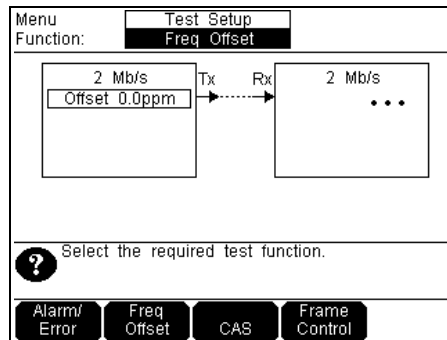 Menu Test Setup
Function: Freq Offset
2 Mb/s Tx Rx 2 Mb/s
Offset 0.0ppm
? Select the required test function.
Alarm/ Freq Frame
Error Offset CAS Control